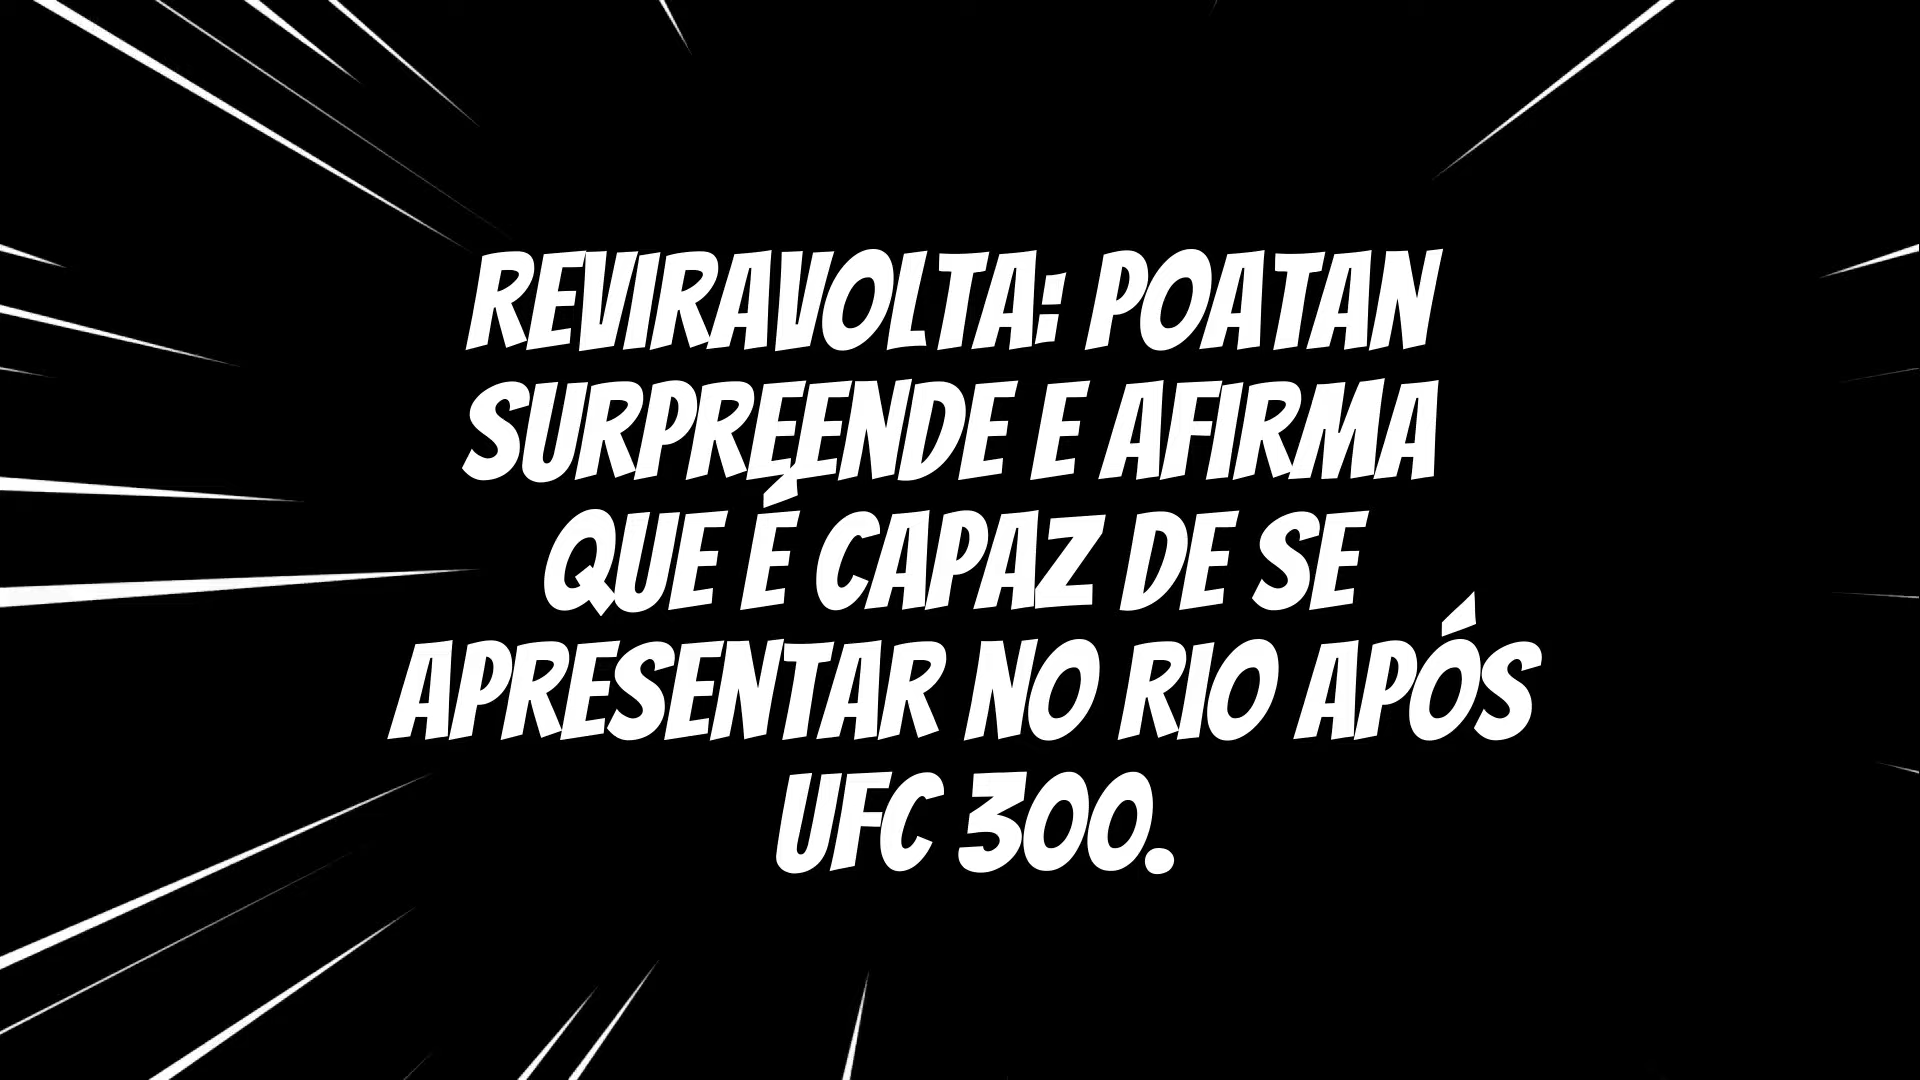 REVIRAVOLTA: POATAN
SURPREENDE E AFIRMA
QUE É CAPAZ DE SE
APRESENTAR NO RIO APÓS
UFC 300.